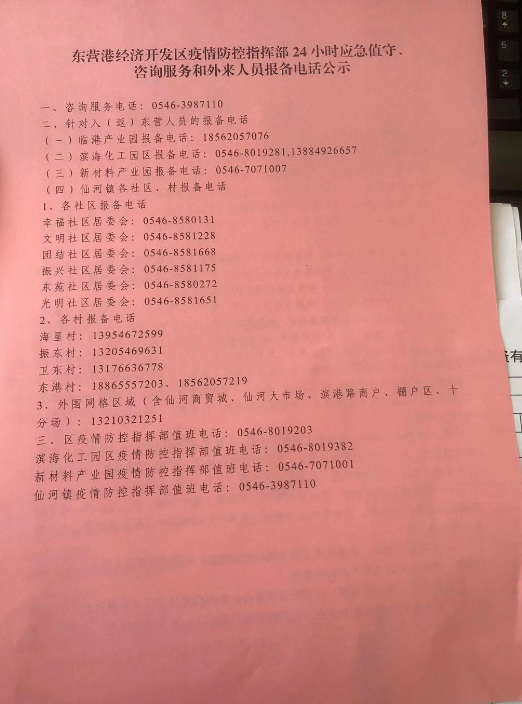 东营港经济开发区疫情防控指挥部 24 小时应急值守、
咨询服务和外来人员报备电话公示
一、咨询服务电话：0546-3987110
二、针对入（返）东营人员的报备电话
（一）临港产业园报备电话：18562057076
（二）滨海化工园区报备电话：0546-8019281,13884926657
（三）新材料产业园报备电话：0546-7071007
（四）仙河镇各社区、村报备电话
1、各社区报备电话
幸福社区居委会：0546-8580131
文明社区居委会：0546-8581228
团结社区居委会：0546-8581668
振兴社区居委会：0546-8581175
东苑社区居委会：0546-8580272
光明社区居委会：0546-8581651
2、各村报备电话
海星村：13954672599
振东村：13205469631
卫东村：13176636778
东港村：18865557203、18562057219
3、外围网格区域（含仙河商贸城、仙河大市场、滨港路商户、棚户区、十
分场）：13210321251
三、区疫情防控指挥部值班电话：0546-8019203
滨海化工园区疫情防控指挥部值班电话：0546-8019382
新材料产业园疫情防控指挥部值班电话：0546-7071001
仙河镇疫情防控指挥部值班电话：0546-3987110
有
8
5
2